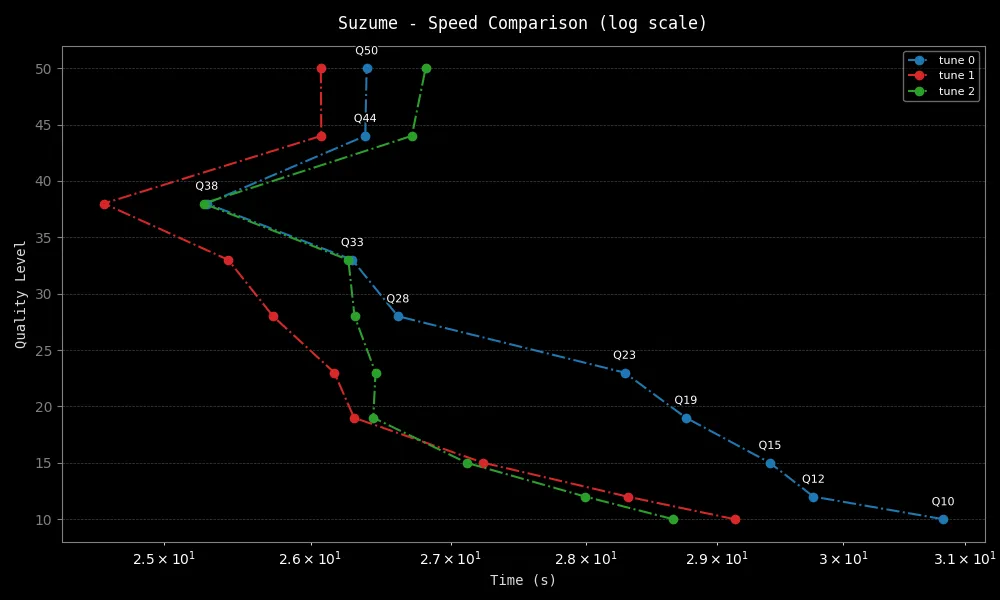 Suzume - Speed Comparison (log scale)
tune 0
tune 1
tune 2
Quality Level
50
45
40
35
30
25
20
15
10
Q50
Q44
Q38
Q33
Q28
Q23
Q19
Q15
Q12
Q10
2.5 × 10¹
2.6 × 10¹
2.7 × 10¹
2.8 × 10¹
2.9 × 10¹
3 × 10¹
3.1 × 10¹
Time (s)